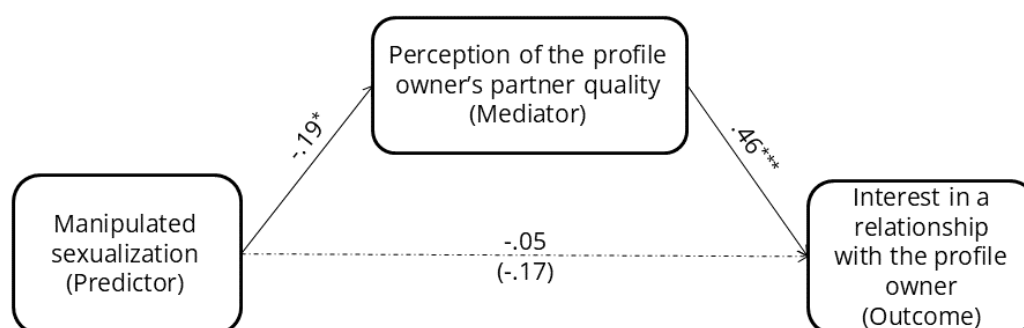 Perception of the profile
owner’s partner quality
(Mediator)
-.19*
.46***
Manipulated
sexualization
(Predictor)
-.05
(-.17)
Interest in a
relationship
with the profile
owner
(Outcome)